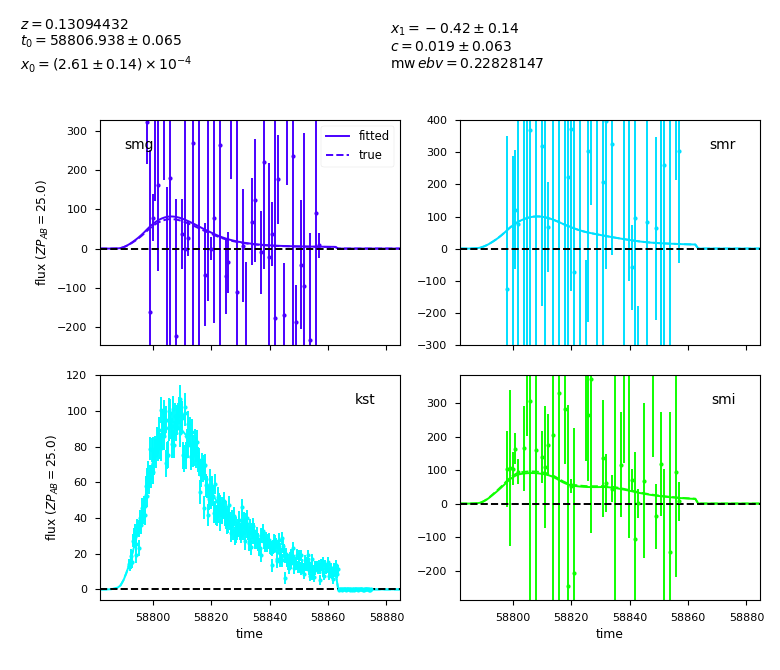 z = 0.13094432
t0 = 58806.938 ± 0.065
x0 = (2.61 ± 0.14) × 10^−4
x1 = −0.42 ± 0.14
c = 0.019 ± 0.063
mw ebv = 0.22828147
smg
fitted
true
300
200
100
0
−100
−200
flux (ZP_AB = 25.0)
smr
400
300
200
100
0
−100
−200
−300
kst
120
100
80
60
40
20
0
flux (ZP_AB = 25.0)
58800 58820 58840 58860 58880
time
smi
300
200
100
0
−100
−200
58800 58820 58840 58860 58880
time